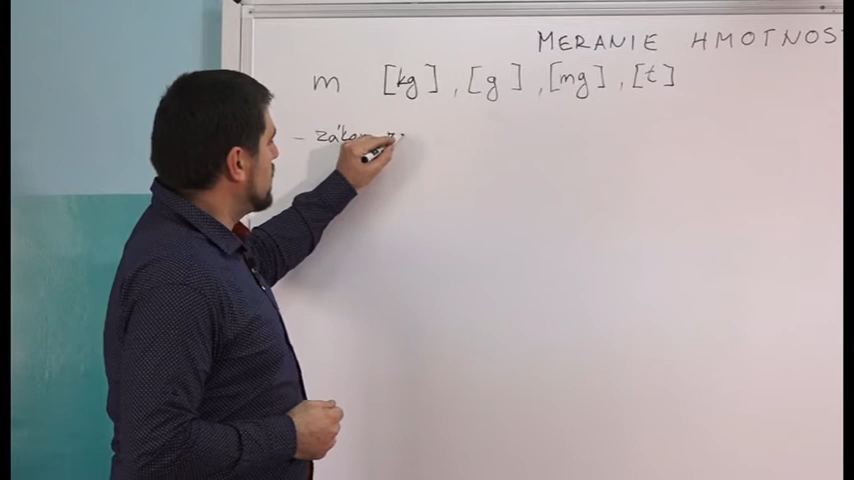 MERANIE HMOTNOS
m [kg], [g], [mg], [t]
- zákon